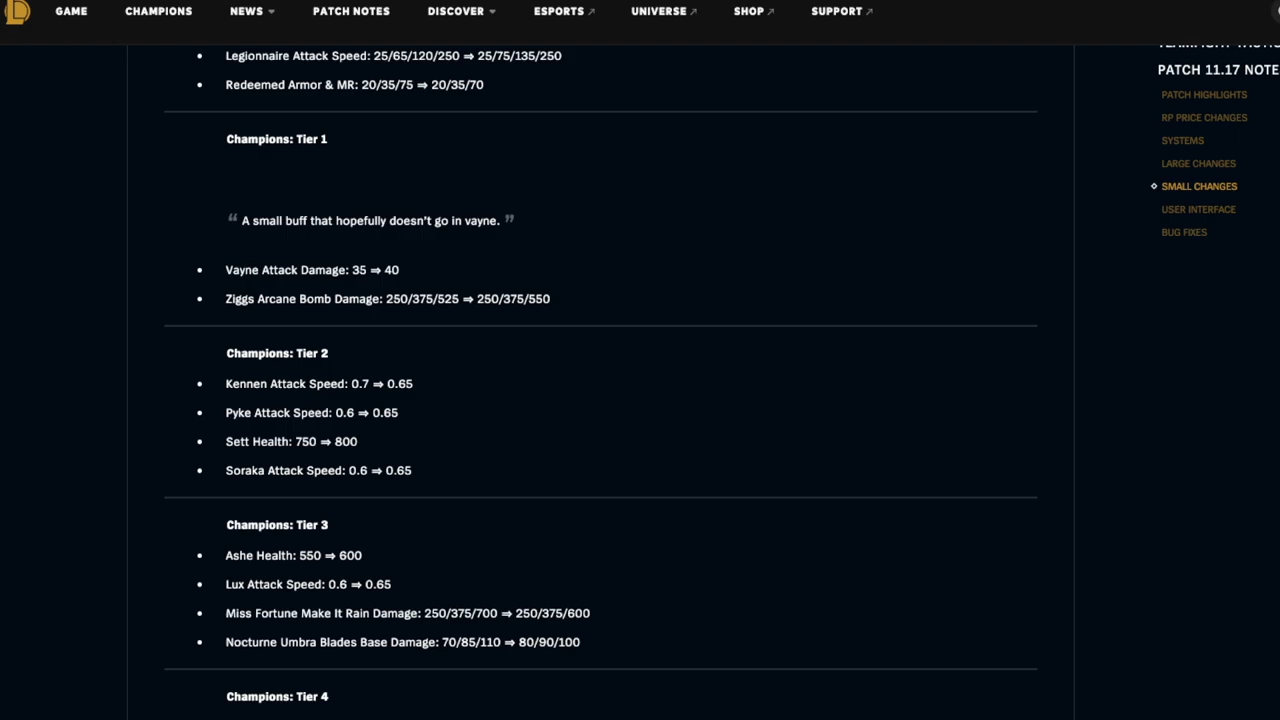 GAME CHAMPIONS NEWS PATCH NOTES DISCOVER ESPORTS UNIVERSE SHOP SUPPORT
Legionnaire Attack Speed: 25/65/120/250 ⇒ 25/75/135/250
Redeemed Armor & MR: 20/35/75 ⇒ 20/35/70
Champions: Tier 1
“ A small buff that hopefully doesn’t go in vayne. ”
Vayne Attack Damage: 35 ⇒ 40
Ziggs Arcane Bomb Damage: 250/375/525 ⇒ 250/375/550
Champions: Tier 2
Kennen Attack Speed: 0.7 ⇒ 0.65
Pyke Attack Speed: 0.6 ⇒ 0.65
Sett Health: 750 ⇒ 800
Soraka Attack Speed: 0.6 ⇒ 0.65
Champions: Tier 3
Ashe Health: 550 ⇒ 600
Lux Attack Speed: 0.6 ⇒ 0.65
Miss Fortune Make It Rain Damage: 250/375/700 ⇒ 250/375/600
Nocturne Umbra Blades Base Damage: 70/85/110 ⇒ 80/90/100
Champions: Tier 4
PATCH 11.17 NOTE
PATCH HIGHLIGHTS
RP PRICE CHANGES
SYSTEMS
LARGE CHANGES
SMALL CHANGES
USER INTERFACE
BUG FIXES